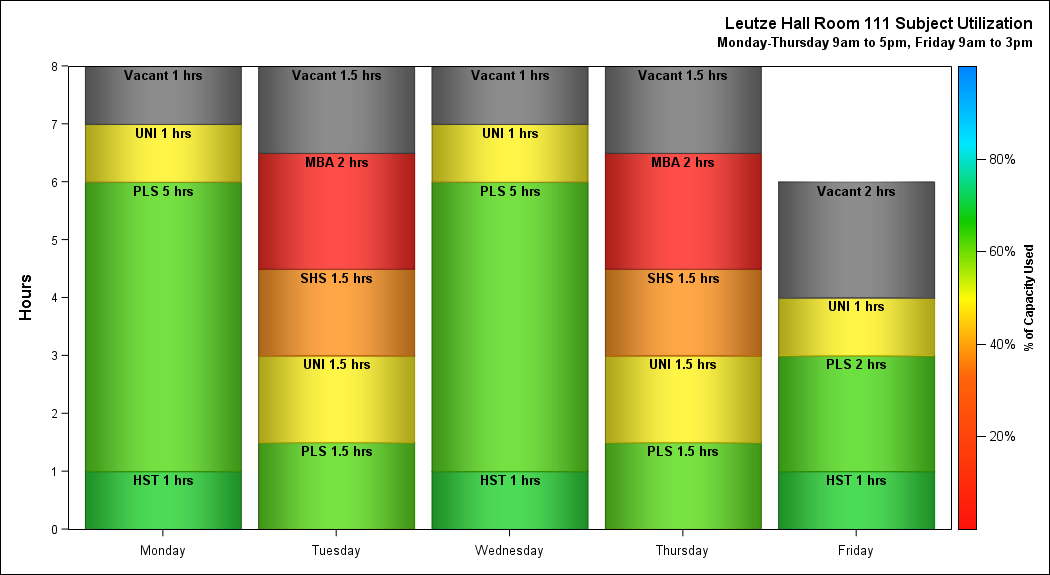 Leutze Hall Room 111 Subject Utilization
Monday-Thursday 9am to 5pm, Friday 9am to 3pm
Hours
8
7
6
5
4
3
2
1
0
Vacant 1 hrs
UNI 1 hrs
PLS 5 hrs
HST 1 hrs
Vacant 1.5 hrs
MBA 2 hrs
SHS 1.5 hrs
UNI 1.5 hrs
PLS 1.5 hrs
Vacant 1 hrs
UNI 1 hrs
PLS 5 hrs
HST 1 hrs
Vacant 1.5 hrs
MBA 2 hrs
SHS 1.5 hrs
UNI 1.5 hrs
PLS 1.5 hrs
Vacant 2 hrs
UNI 1 hrs
PLS 2 hrs
HST 1 hrs
Monday
Tuesday
Wednesday
Thursday
Friday
80%
60%
40%
20%
% of Capacity Used